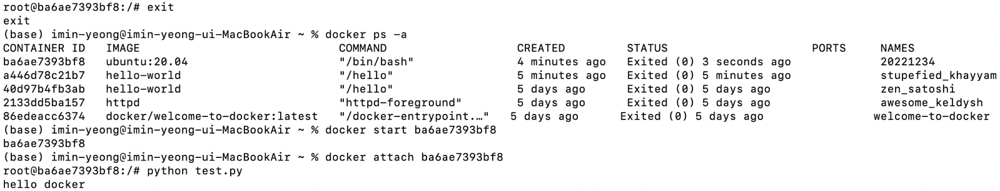 root@ba6ae7393bf8:/# exit
exit
(base) imin-yeong@imin-yeong-ui-MacBookAir ~ % docker ps -a
CONTAINER ID   IMAGE                             COMMAND                   CREATED         STATUS                     PORTS     NAMES
ba6ae7393bf8   ubuntu:20.04                      "/bin/bash"               4 minutes ago   Exited (0) 3 seconds ago             20221234
a446d78c21b7   hello-world                       "/hello"                  5 minutes ago   Exited (0) 5 minutes ago             stupefied_khayyam
40d97b4fb3ab   hello-world                       "/hello"                  5 days ago      Exited (0) 5 days ago                zen_satoshi
2133dd5ba157   httpd                             "httpd-foreground"        5 days ago      Exited (0) 5 days ago                awesome_keldysh
86edeacc6374   docker/welcome-to-docker:latest   "/docker-entrypoint.…"   5 days ago      Exited (0) 5 days ago                welcome-to-docker
(base) imin-yeong@imin-yeong-ui-MacBookAir ~ % docker start ba6ae7393bf8
ba6ae7393bf8
(base) imin-yeong@imin-yeong-ui-MacBookAir ~ % docker attach ba6ae7393bf8
root@ba6ae7393bf8:/# python test.py
hello docker